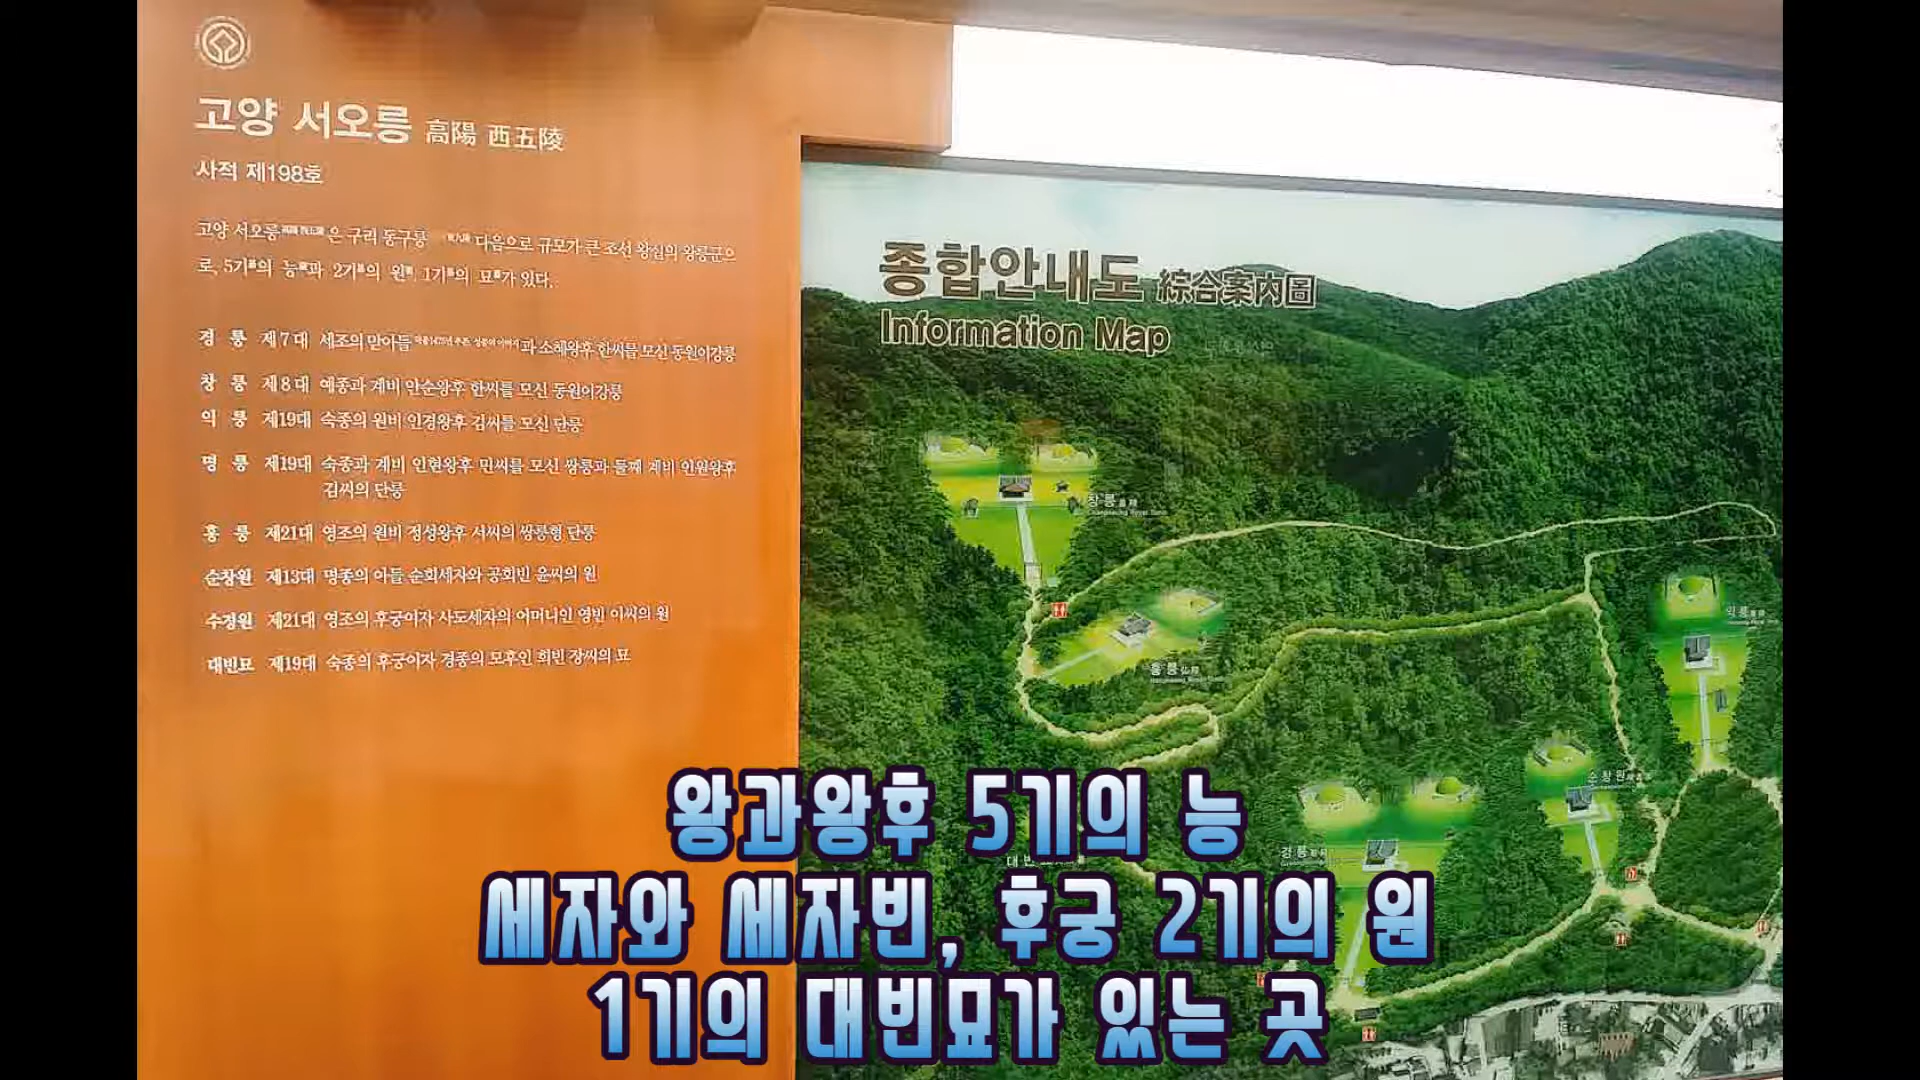 고양 서오릉 高陽 西五陵
사적 제198호
고양 서오릉은 구리 동구릉 다음으로 규모가 큰 조선 왕실의 왕릉군으
로, 5기의 능과 2기의 원, 1기의 묘가 있다.
경릉 제7대 세조의 맏아들 과 소혜왕후 한씨를 모신 동원이강릉
창릉 제8대 예종과 계비 안순왕후 한씨를 모신 동원이강릉
익릉 제19대 숙종의 원비 인경왕후 김씨를 모신 단릉
명릉 제19대 숙종과 계비 인현왕후 민씨를 모신 쌍릉과 둘째 계비 인원왕후
김씨의 단릉
홍릉 제21대 영조의 원비 정성왕후 서씨의 쌍릉형 단릉
순창원 제13대 명종의 아들 순회세자와 공회빈 윤씨의 원
수경원 제21대 영조의 후궁이자 사도세자의 어머니인 영빈 이씨의 원
대빈묘 제19대 숙종의 후궁이자 경종의 모후인 희빈 장씨의 묘
종합안내도 綜合案內圖
Information Map
창릉
홍릉
익릉
순창원
경릉
대빈
왕과왕후 5기의 능
세자와 세자빈, 후궁 2기의 원
1기의 대빈묘가 있는 곳